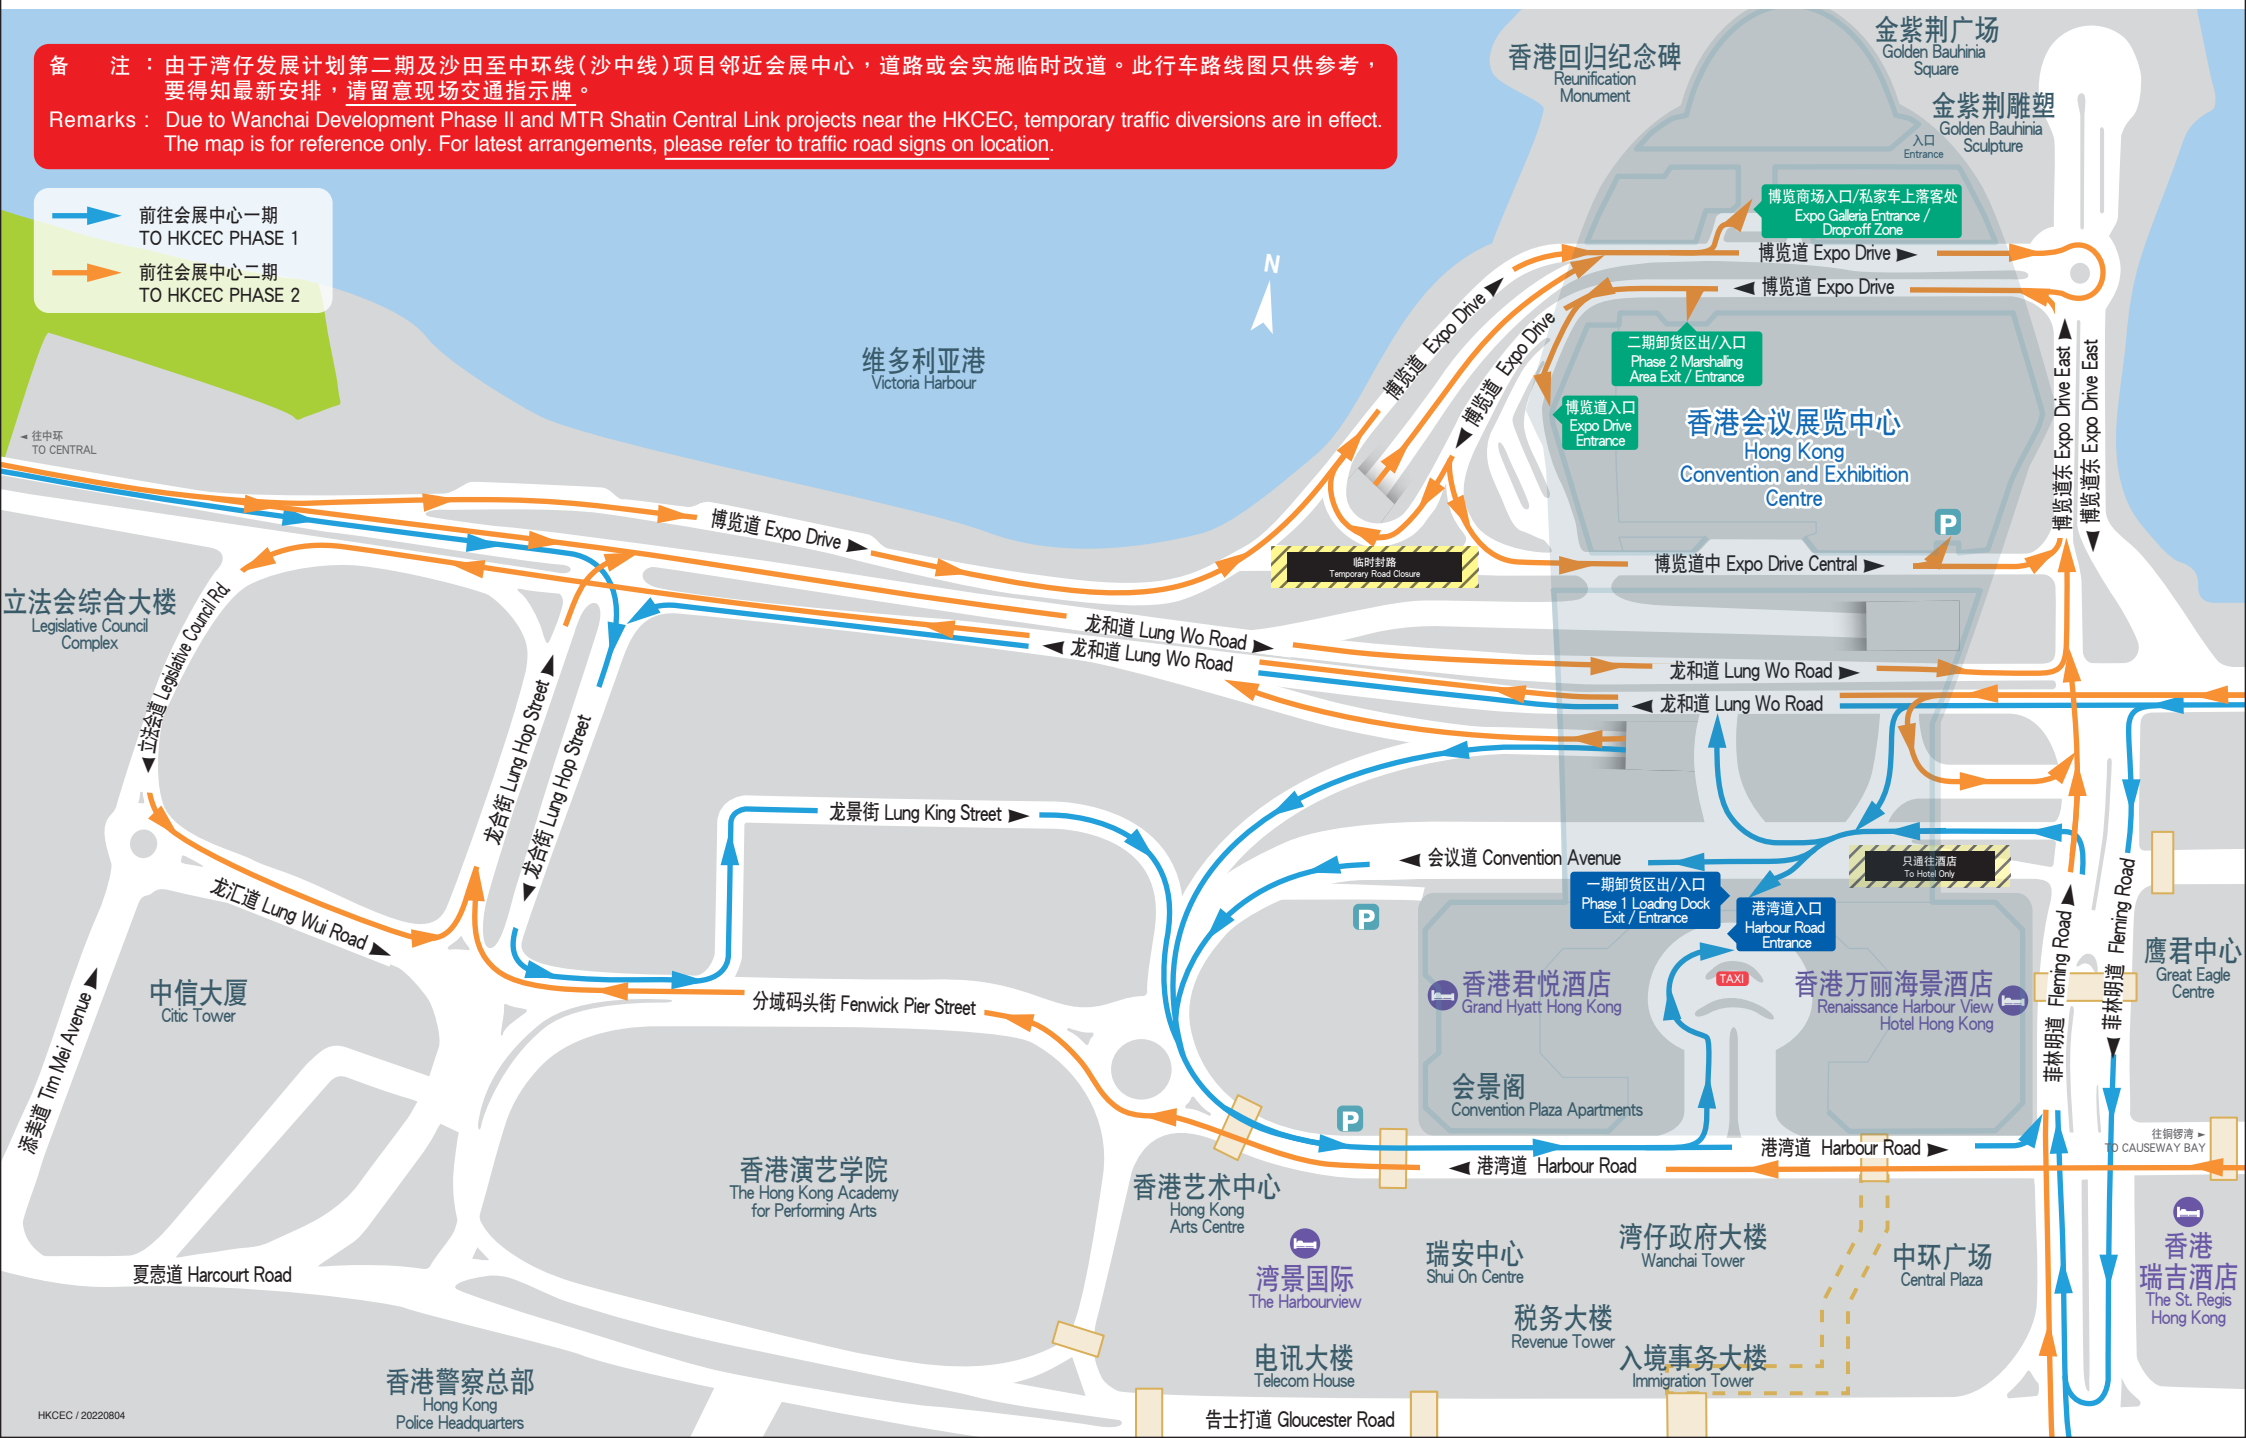 备　　注：由于湾仔发展计划第二期及沙田至中环线(沙中线)项目邻近会展中心，道路或会实施临时改道。此行车路线图只供参考，
要得知最新安排，请留意现场交通指示牌。
Remarks : Due to Wanchai Development Phase II and MTR Shatin Central Link projects near the HKCEC, temporary traffic diversions are in effect.
The map is for reference only. For latest arrangements, please refer to traffic road signs on location.
前往会展中心一期
TO HKCEC PHASE 1
前往会展中心二期
TO HKCEC PHASE 2
香港回归纪念碑
Reunification
Monument
金紫荆广场
Golden Bauhinia
Square
金紫荆雕塑
Golden Bauhinia
Sculpture
入口
Entrance
博览商场入口/私家车上落客处
Expo Galleria Entrance /
Drop-off Zone
博览道 Expo Drive
博览道 Expo Drive
N
博览道 Expo Drive
博览道 Expo Drive
二期卸货区出/入口
Phase 2 Marshalling
Area Exit / Entrance
博览道入口
Expo Drive
Entrance
维多利亚港
Victoria Harbour
香港会议展览中心
Hong Kong
Convention and Exhibition
Centre
博览道东 Expo Drive East
博览道东 Expo Drive East
往中环
TO CENTRAL
博览道 Expo Drive
P
临时封路
Temporary Road Closure
博览道中 Expo Drive Central
立法会综合大楼
Legislative Council
Complex
立法会道 Legislative Council Rd.
龙和道 Lung Wo Road
龙和道 Lung Wo Road
龙和道 Lung Wo Road
龙和道 Lung Wo Road
龙合街 Lung Hop Street
龙合街 Lung Hop Street
龙景街 Lung King Street
会议道 Convention Avenue
只通往酒店
To Hotel Only
一期卸货区出/入口
Phase 1 Loading Dock
Exit / Entrance
港湾道入口
Harbour Road
Entrance
P
龙汇道 Lung Wui Road
菲林明道 Fleming Road
菲林明道 Fleming Road
鹰君中心
Great Eagle
Centre
中信大厦
Citic Tower
添美道 Tim Mei Avenue
分域码头街 Fenwick Pier Street
香港君悦酒店
Grand Hyatt Hong Kong
TAXI
香港万丽海景酒店
Renaissance Harbour View
Hotel Hong Kong
会景阁
Convention Plaza Apartments
P
港湾道 Harbour Road
港湾道 Harbour Road
往铜锣湾
TO CAUSEWAY BAY
香港演艺学院
The Hong Kong Academy
for Performing Arts
香港艺术中心
Hong Kong
Arts Centre
湾景国际
The Harbourview
瑞安中心
Shui On Centre
湾仔政府大楼
Wanchai Tower
中环广场
Central Plaza
香港
瑞吉酒店
The St. Regis
Hong Kong
夏悫道 Harcourt Road
税务大楼
Revenue Tower
电讯大楼
Telecom House
入境事务大楼
Immigration Tower
香港警察总部
Hong Kong
Police Headquarters
告士打道 Gloucester Road
HKCEC / 20220804